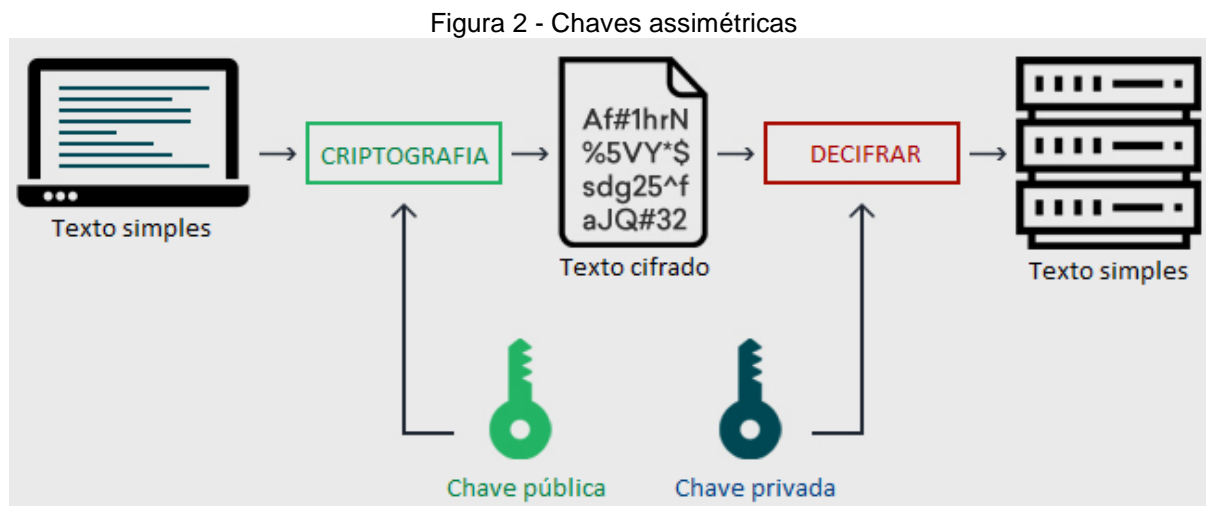 Figura 2 - Chaves assimétricas
CRIPTOGRAFIA
Af#1hrN
%5VY*$
sdg25^f
aJQ#32
DECIFRAR
Texto simples
Texto cifrado
Texto simples
Chave pública
Chave privada